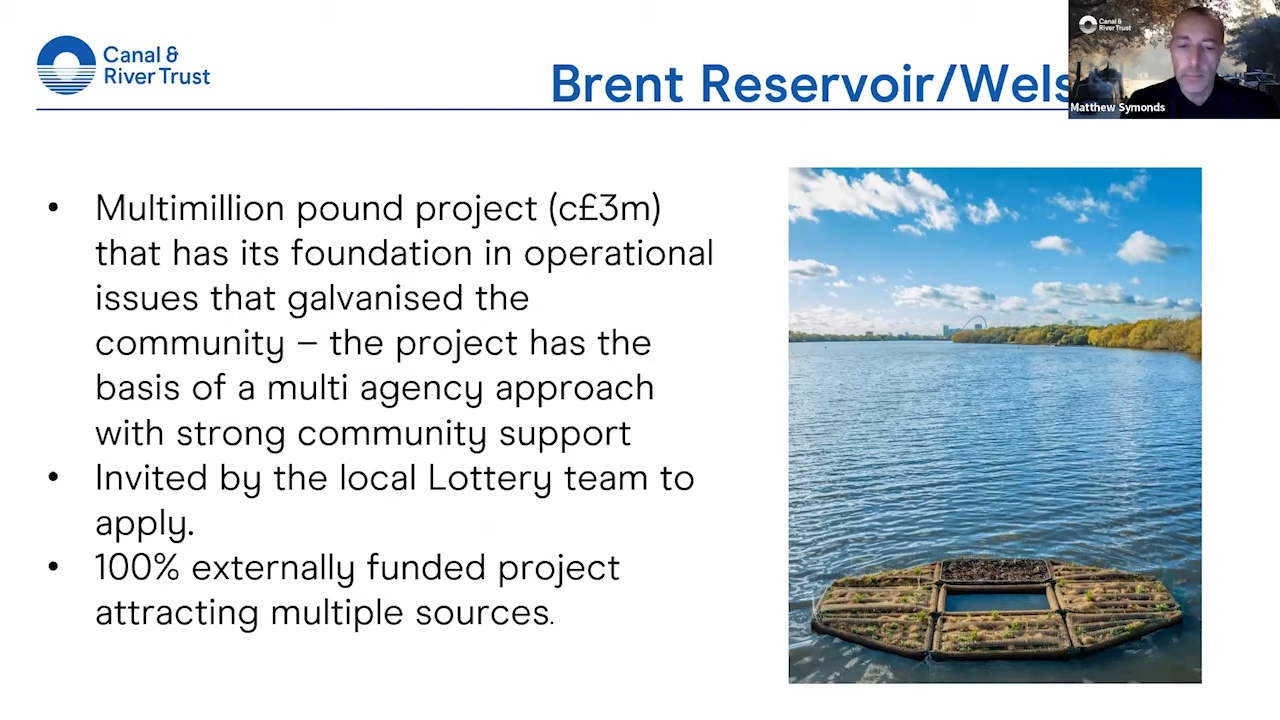 Canal &
River Trust
Brent Reservoir/Wels
Canal &
River Trust
Matthew Symonds
• Multimillion pound project (c£3m)
that has its foundation in operational
issues that galvanised the
community – the project has the
basis of a multi agency approach
with strong community support
• Invited by the local Lottery team to
apply.
• 100% externally funded project
attracting multiple sources.